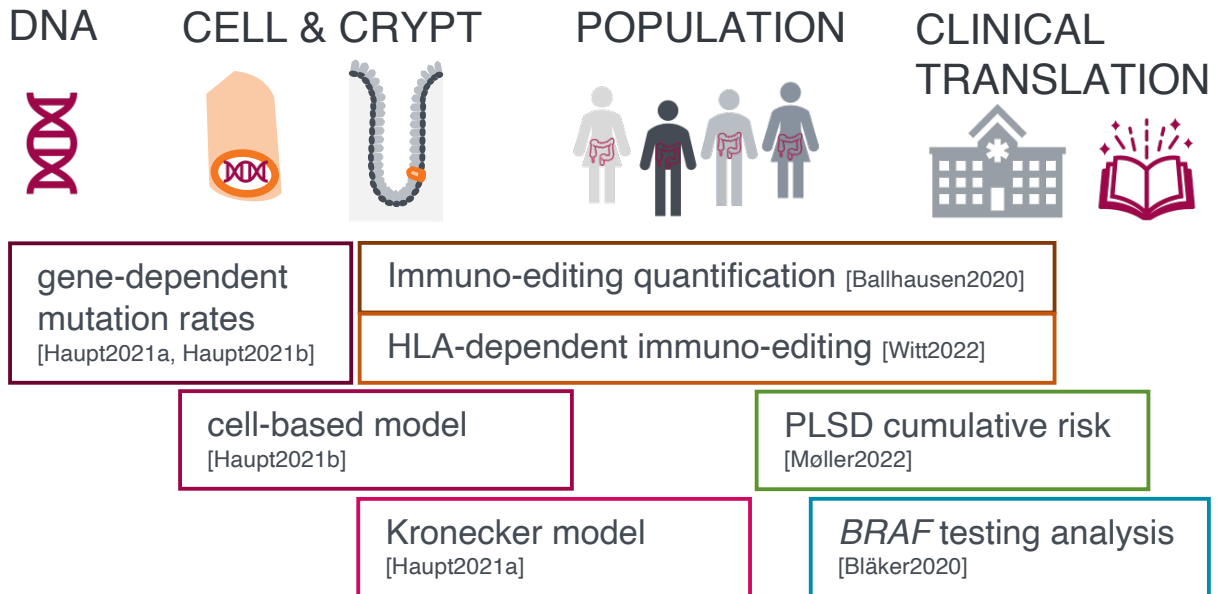 DNA
CELL & CRYPT
POPULATION
CLINICAL
TRANSLATION
gene-dependent
mutation rates
[Haupt2021a, Haupt2021b]
Immuno-editing quantification [Ballhausen2020]
HLA-dependent immuno-editing [Witt2022]
cell-based model
[Haupt2021b]
PLSD cumulative risk
[Møller2022]
Kronecker model
[Haupt2021a]
BRAF testing analysis
[Bläker2020]